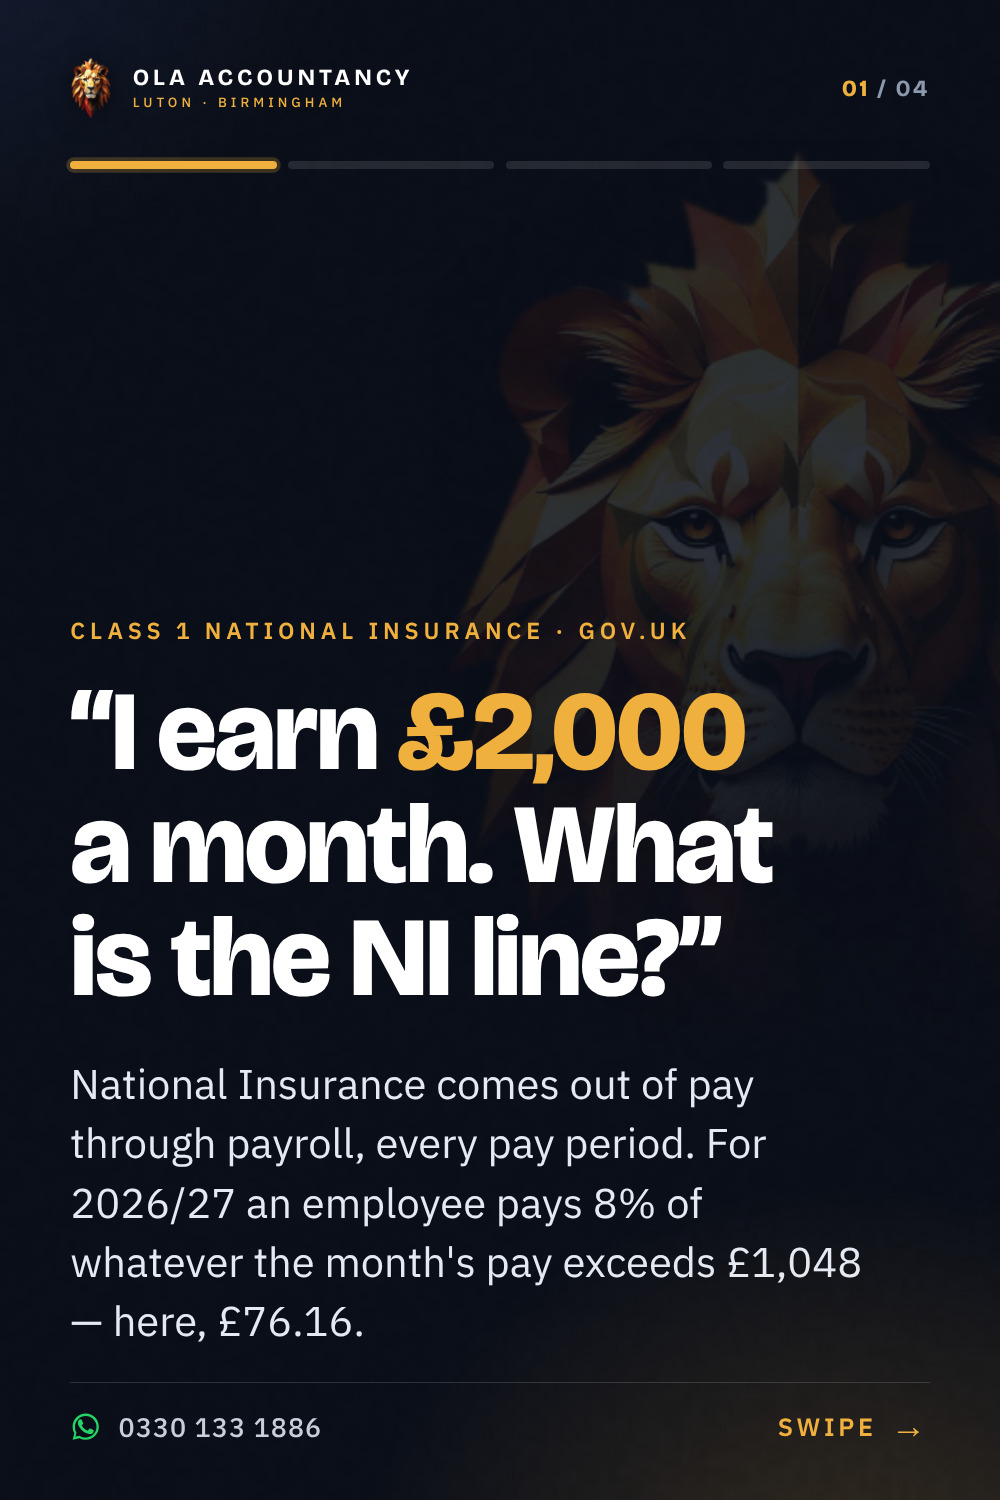 OLA ACCOUNTANCY
LUTON · BIRMINGHAM
01 / 04
CLASS 1 NATIONAL INSURANCE · GOV.UK
“I earn £2,000
a month. What
is the NI line?”
National Insurance comes out of pay
through payroll, every pay period. For
2026/27 an employee pays 8% of
whatever the month's pay exceeds £1,048
— here, £76.16.
0330 133 1886
SWIPE →